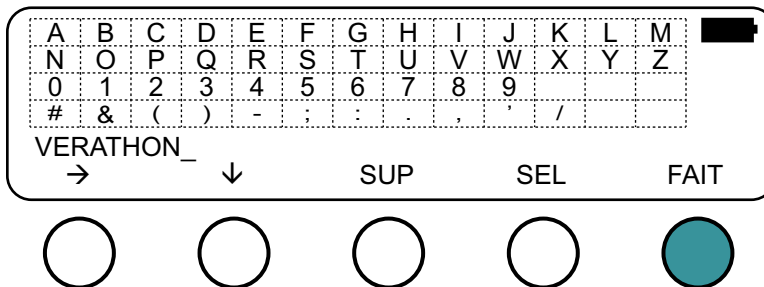 A B C D E F G H I J K L M
N O P Q R S T U V W X Y Z
0 1 2 3 4 5 6 7 8 9
# & ( ) - ; : . , ’ /
VERATHON_
→ ↓ SUP SEL FAIT